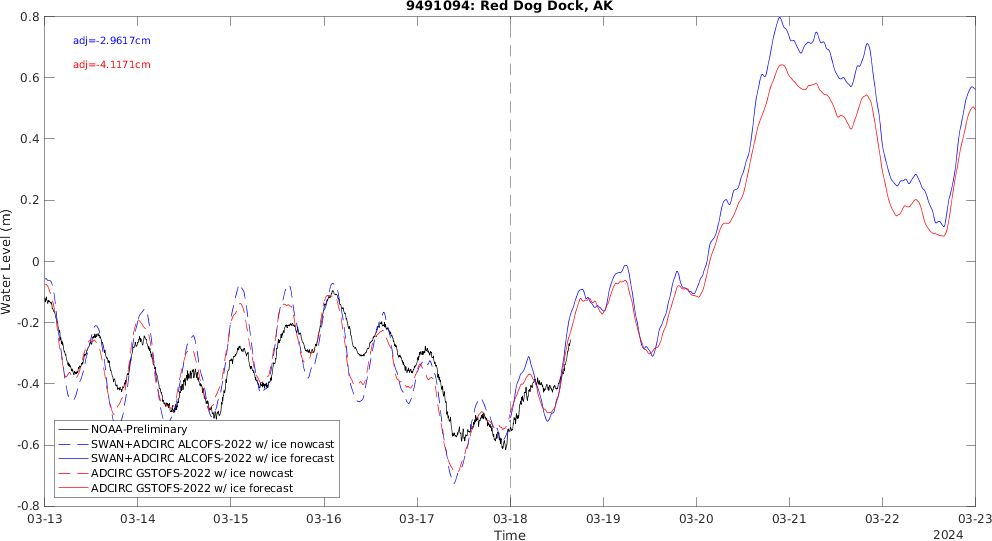 9491094: Red Dog Dock, AK
adj=-2.9617cm
adj=-4.1171cm
Water Level (m)
0.8
0.6
0.4
0.2
0
-0.2
-0.4
-0.6
-0.8
NOAA-Preliminary
SWAN+ADCIRC ALCOFS-2022 w/ ice nowcast
SWAN+ADCIRC ALCOFS-2022 w/ ice forecast
ADCIRC GSTOFS-2022 w/ ice nowcast
ADCIRC GSTOFS-2022 w/ ice forecast
03-13 03-14 03-15 03-16 03-17 03-18 03-19 03-20 03-21 03-22 03-23
Time
2024